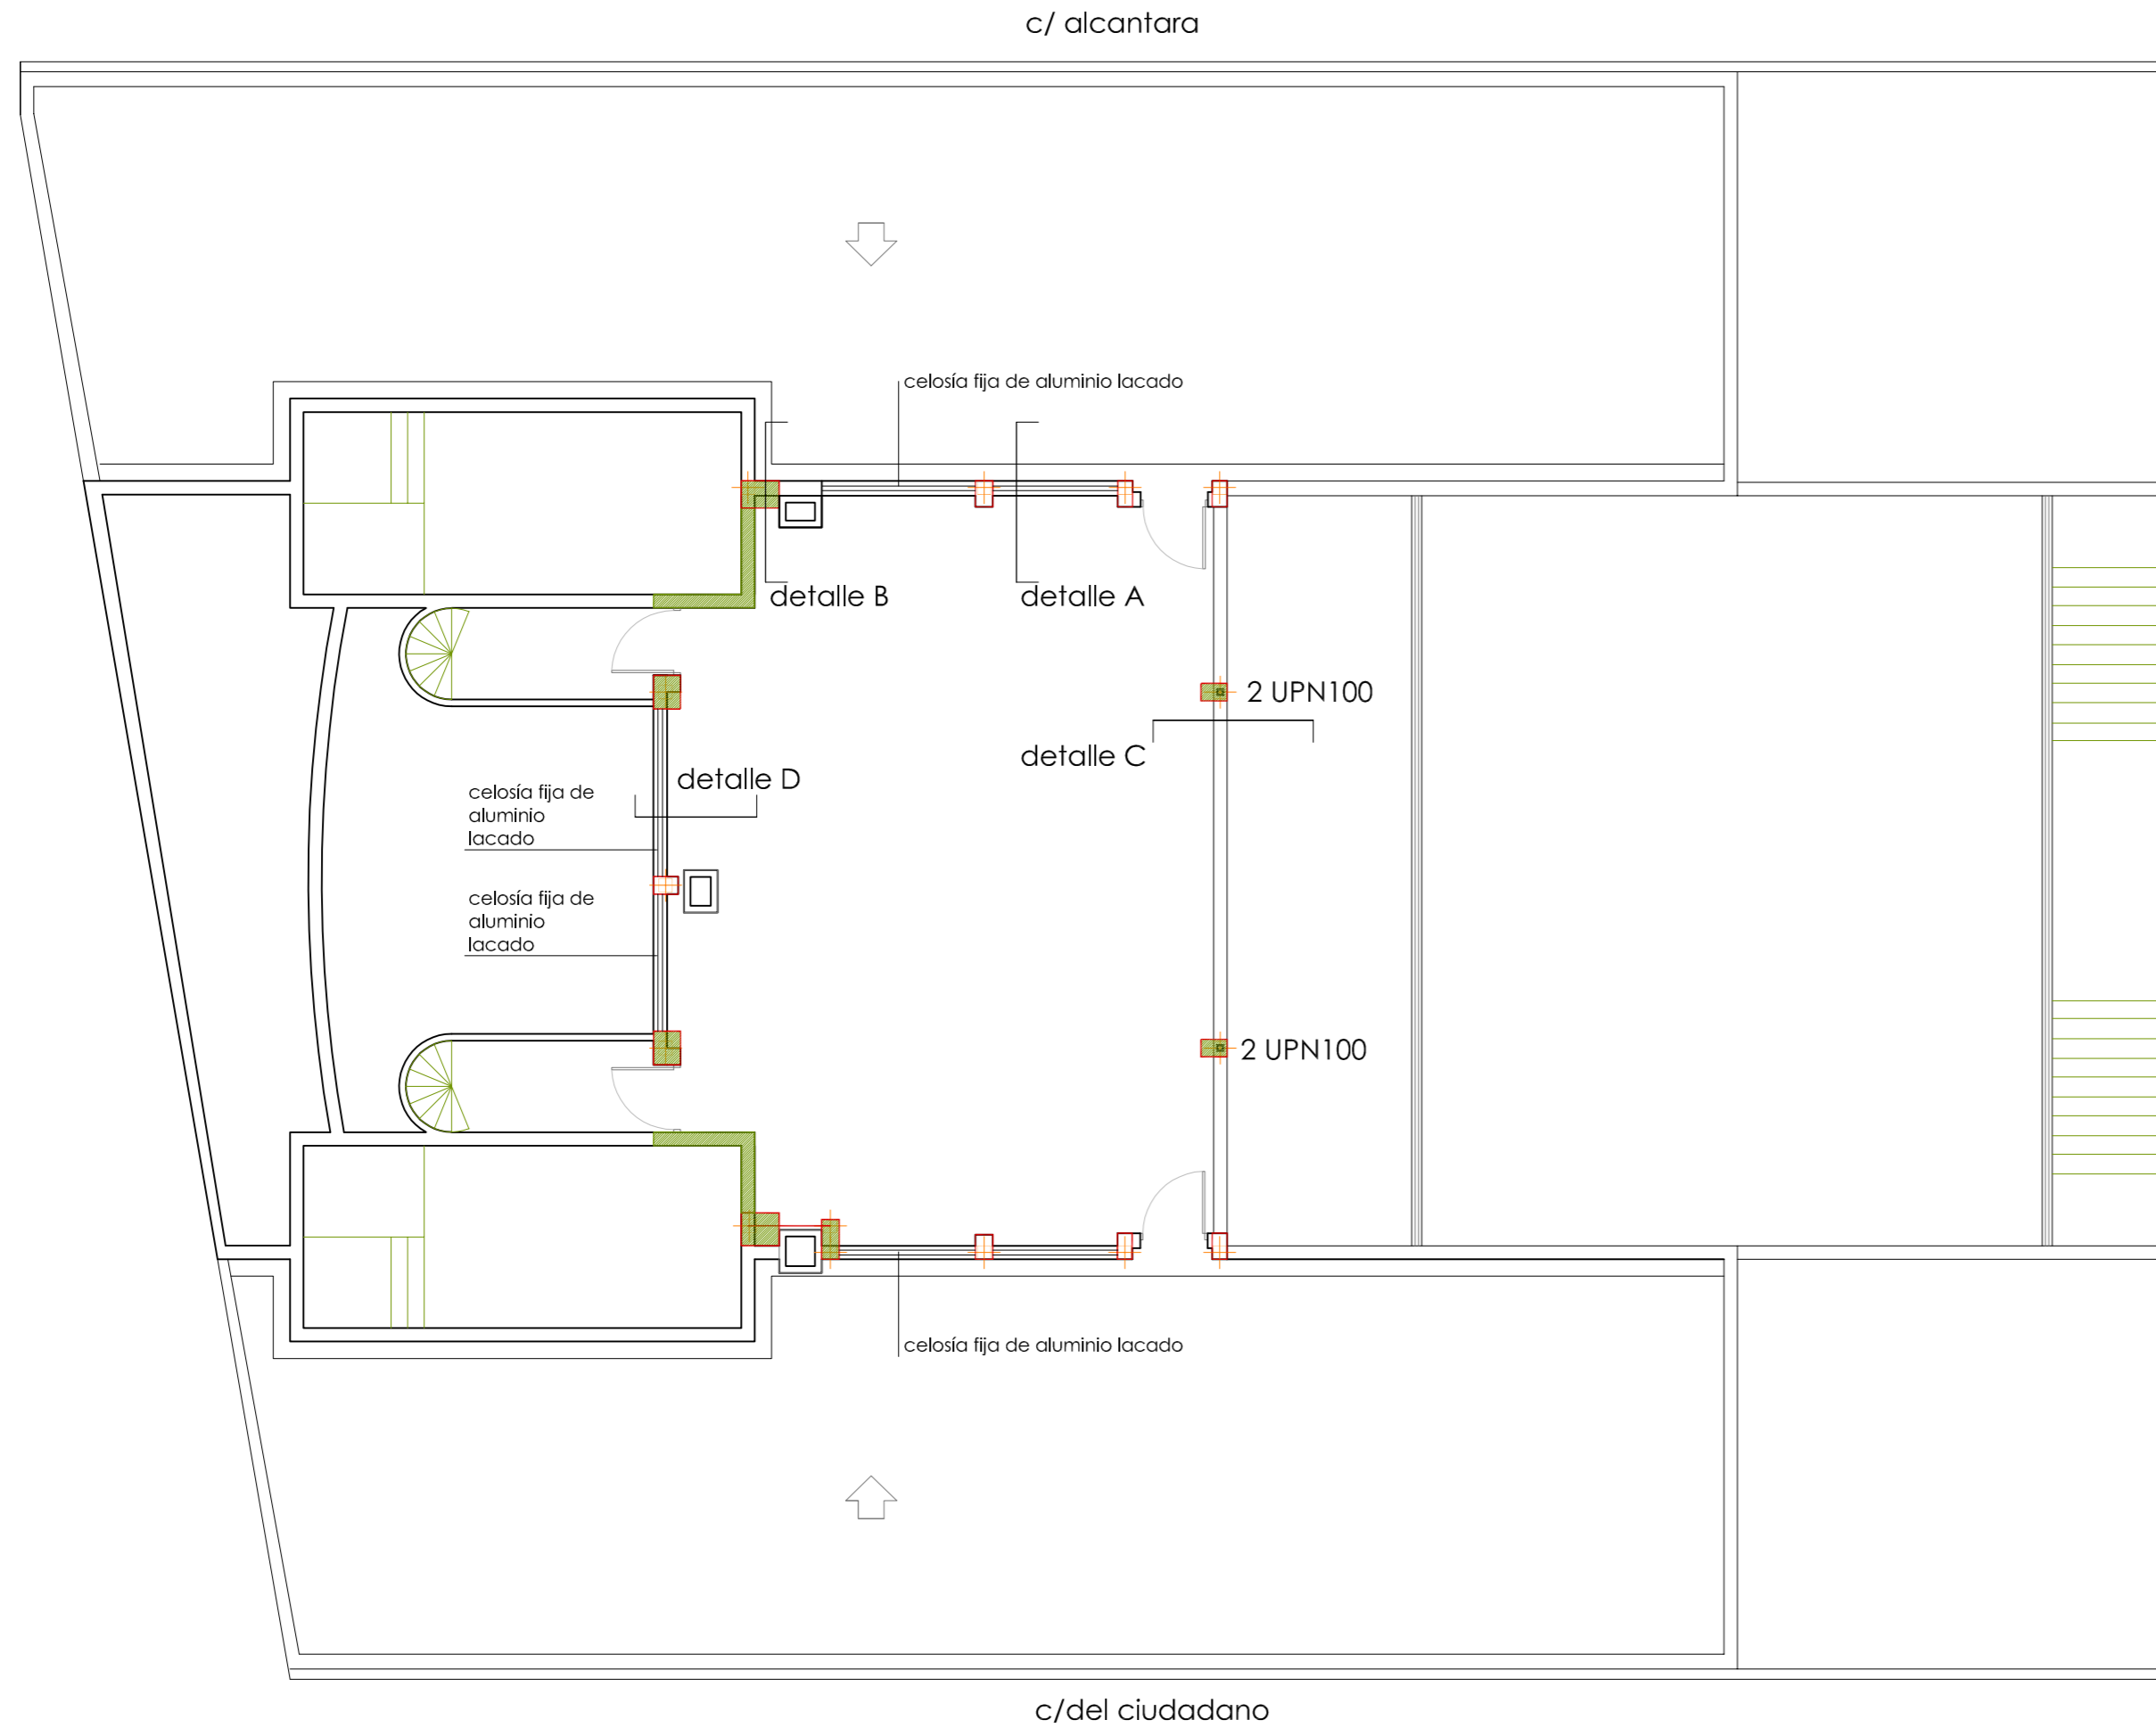 c/ alcantara
celosía fija de aluminio lacado
detalle B
detalle A
2 UPN100
detalle C
detalle D
celosía fija de
aluminio
lacado
celosía fija de
aluminio
lacado
2 UPN100
celosía fija de aluminio lacado
c/del ciudadano